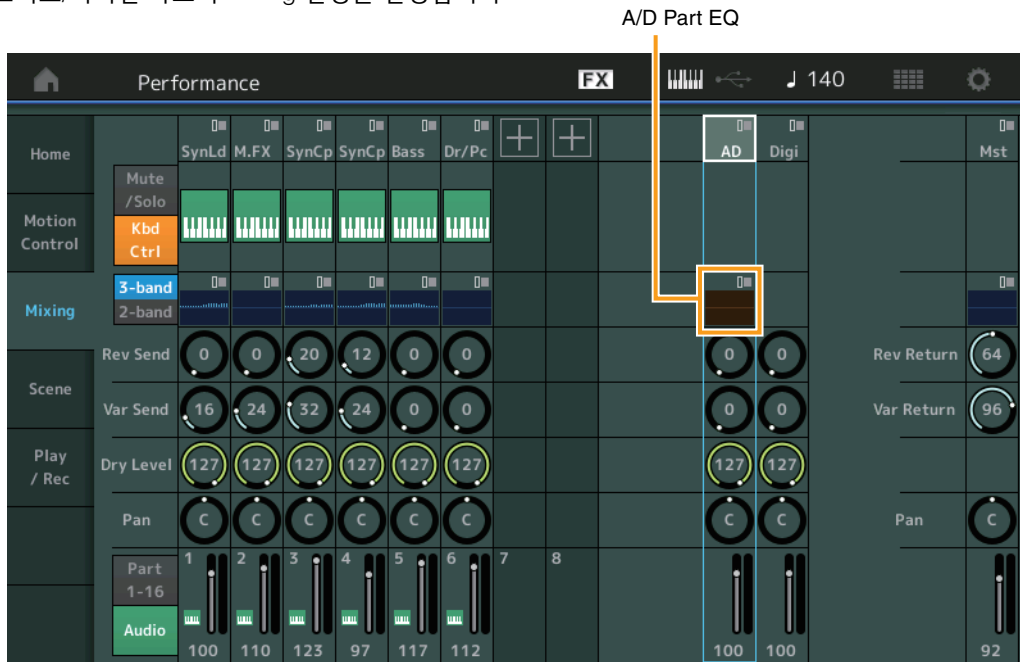 A/D Part EQ
Performance FX 140
Home
SynLd M.FX SynCp SynCp Bass Dr/Pc AD Digi Mst
Mute
/Solo
Motion
Control
Kbd
Ctrl
Mixing
3-band
2-band
Rev Send 0 0 20 12 0 0 0 0 Rev Return 64
Scene
Var Send 16 24 32 24 0 0 0 0 Var Return 96
Play
/ Rec
Dry Level 127 127 127 127 127 127 127 127
Pan C C C C C C C C Pan C
Part
1-16
1 2 3 4 5 6 7 8
Audio
100 110 123 97 117 112 100 100 92